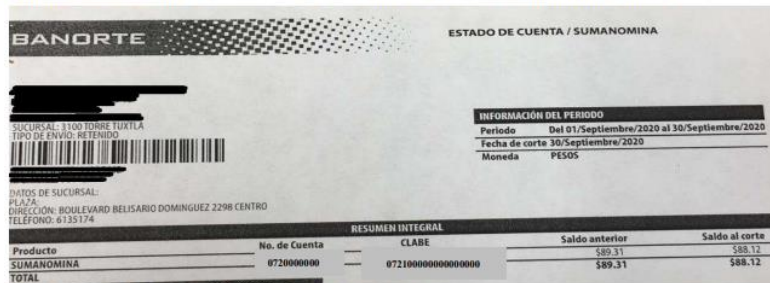 BANORTE
ESTADO DE CUENTA / SUMANOMINA
SUCURSAL: 3100 TORRE TUXTLA
TIPO DE ENVIO: RETENIDO
INFORMACIÓN DEL PERIODO
Periodo Del 01/Septiembre/2020 al 30/Septiembre/2020
Fecha de corte 30/Septiembre/2020
Moneda PESOS
DATOS DE SUCURSAL:
PLAZA:
DIRECCIÓN: BOULEVARD BELISARIO DOMINGUEZ 2298 CENTRO
TELÉFONO: 6135174
RESUMEN INTEGRAL
Producto No. de Cuenta CLABE Saldo anterior Saldo al corte
SUMANOMINA 0720000000 072100000000000000 $89.31 $88.12
TOTAL $89.31 $88.12